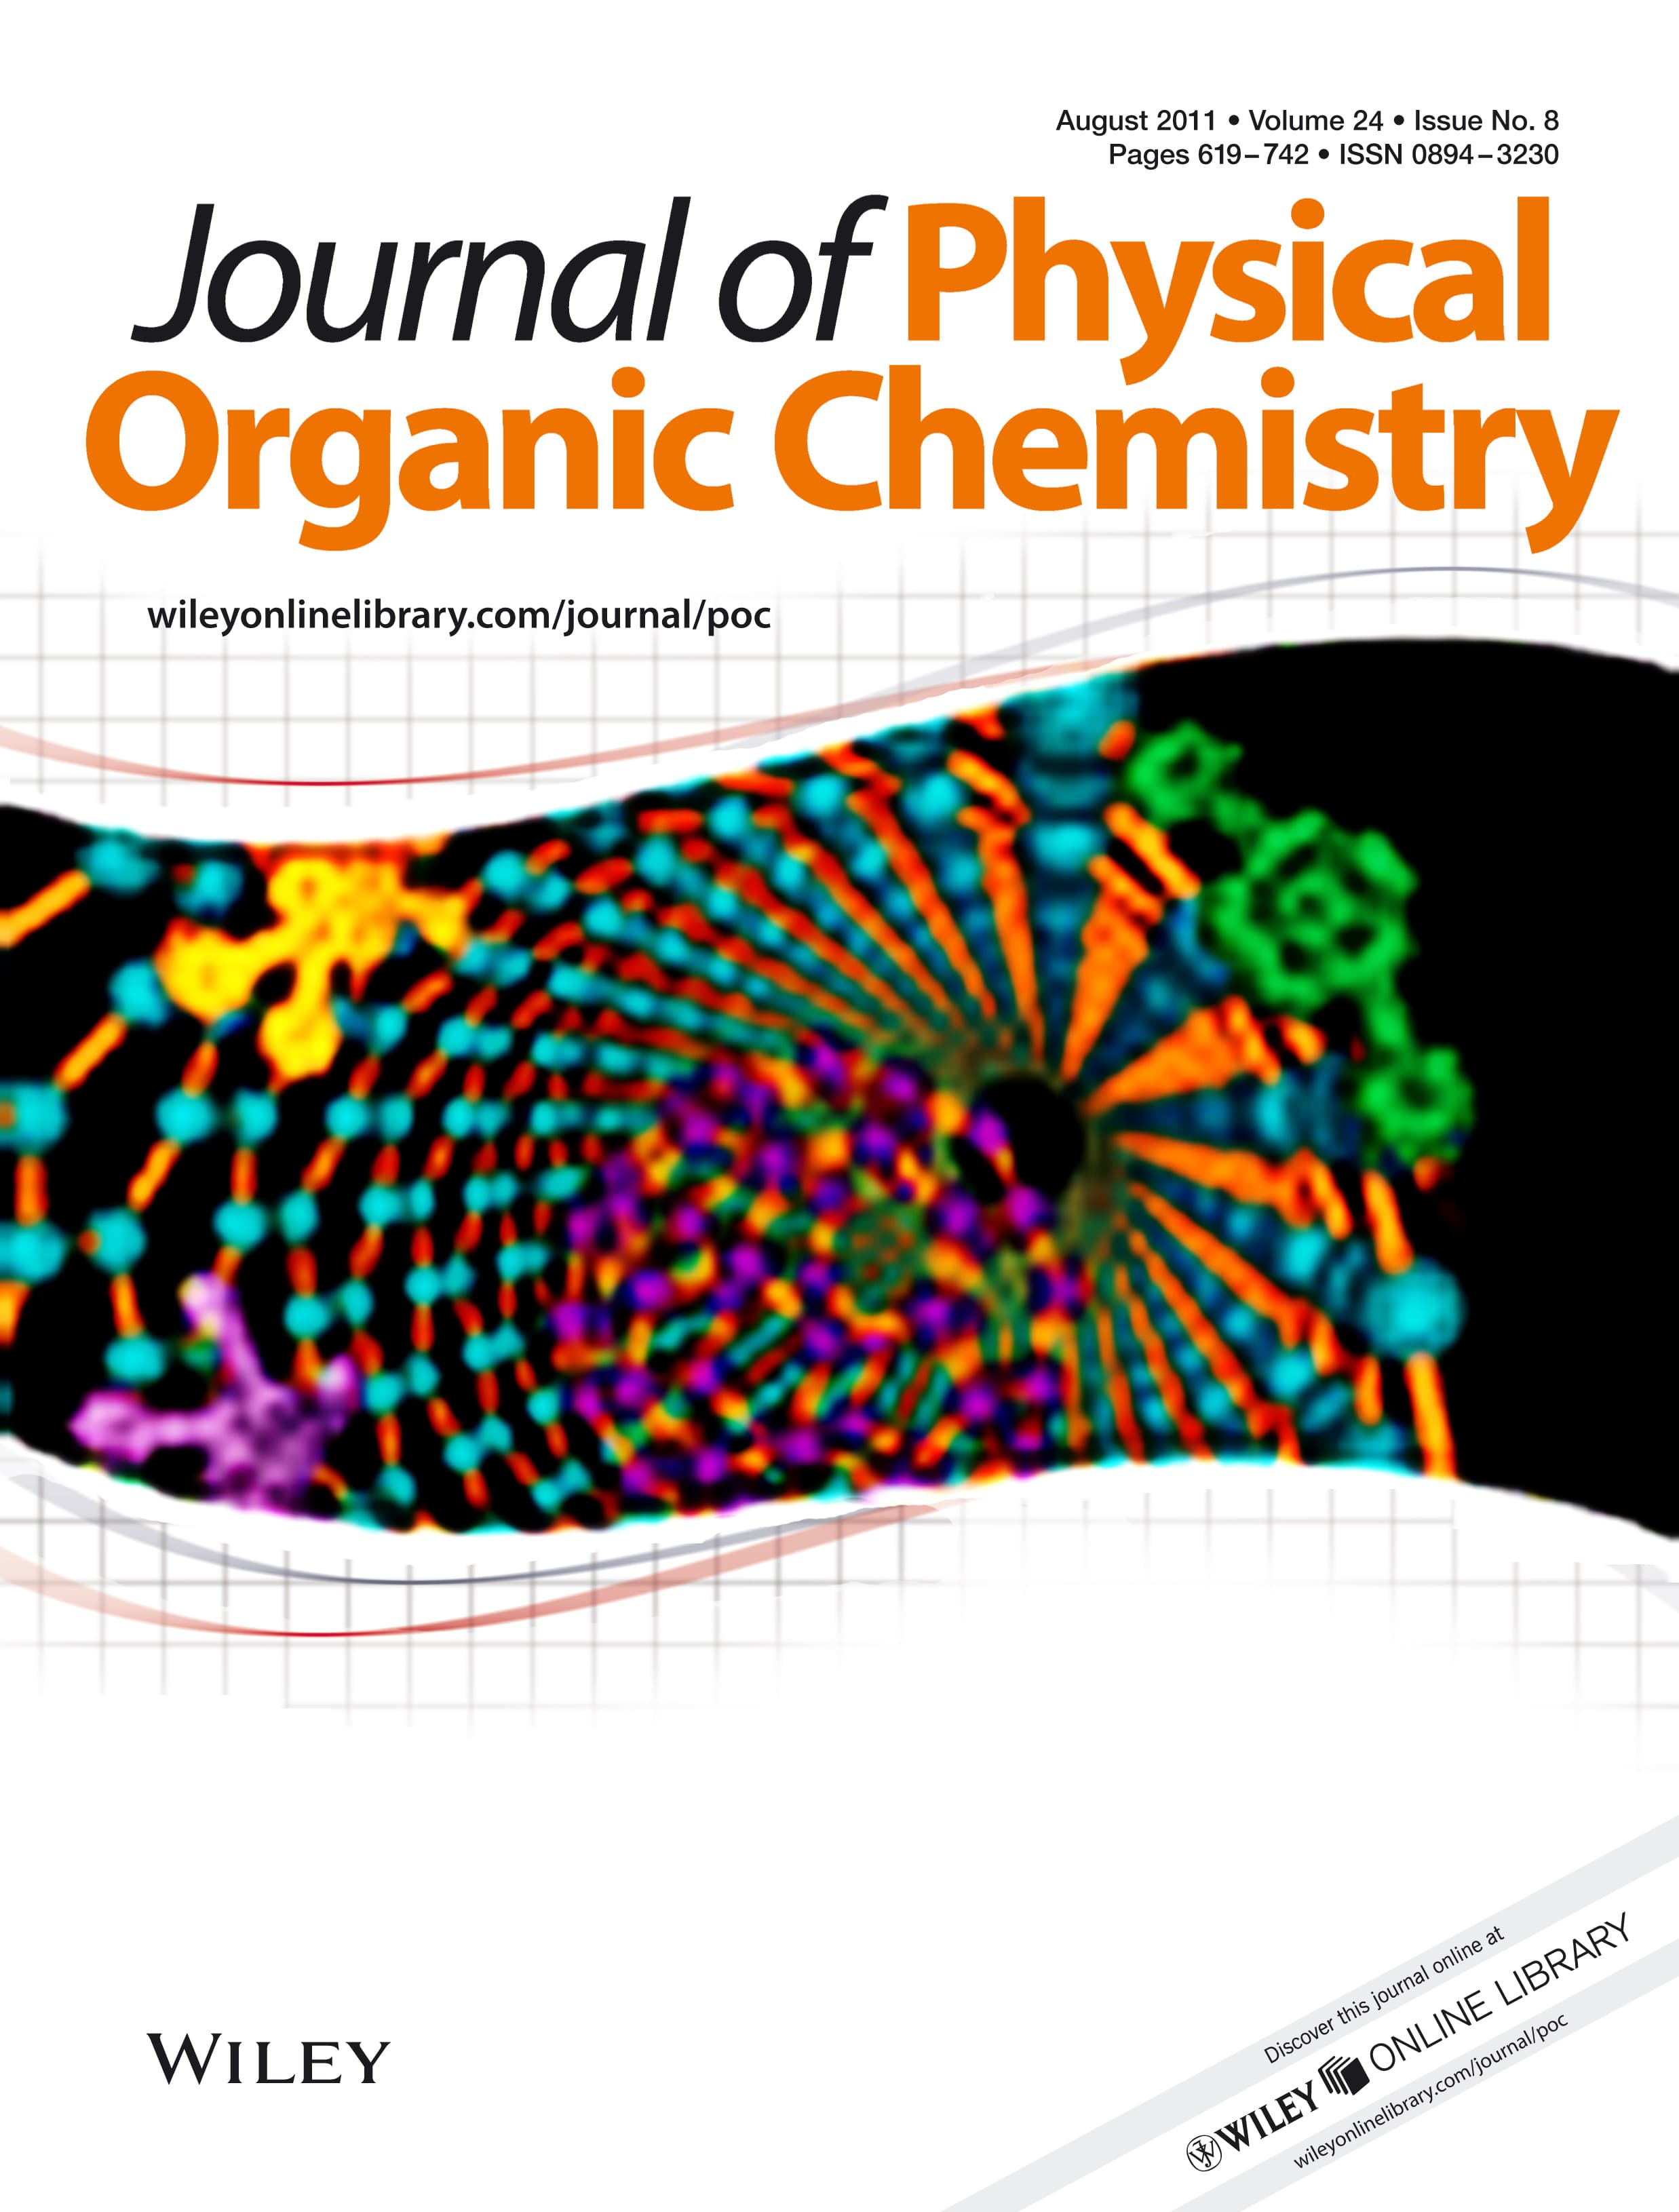 August 2011 • Volume 24 • Issue No. 8
Pages 619–742 • ISSN 0894–3230
Journal of Physical
Organic Chemistry
wileyonlinelibrary.com/journal/poc
WILEY
Discover this journal online at
WILEY ONLINE LIBRARY
wileyonlinelibrary.com/journal/poc